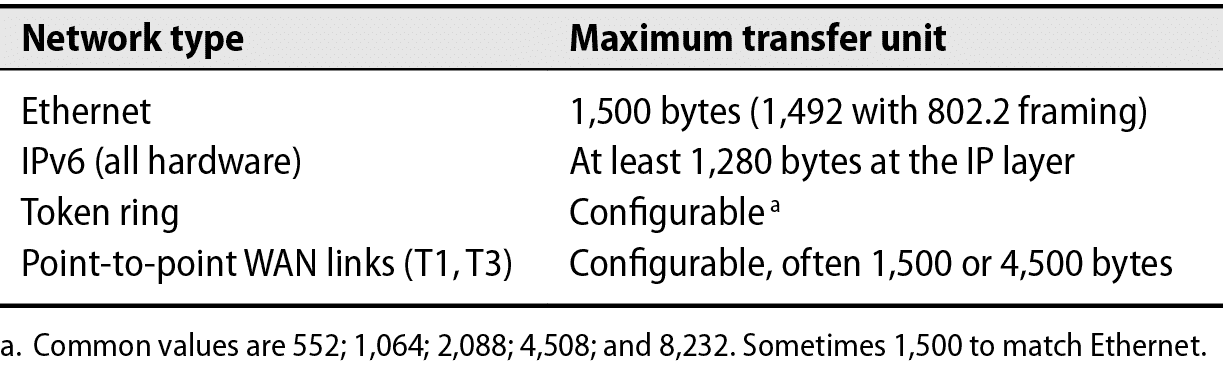 Network type Maximum transfer unit
Ethernet 1,500 bytes (1,492 with 802.2 framing)
IPv6 (all hardware) At least 1,280 bytes at the IP layer
Token ring Configurable a
Point-to-point WAN links (T1, T3) Configurable, often 1,500 or 4,500 bytes
a. Common values are 552; 1,064; 2,088; 4,508; and 8,232. Sometimes 1,500 to match Ethernet.